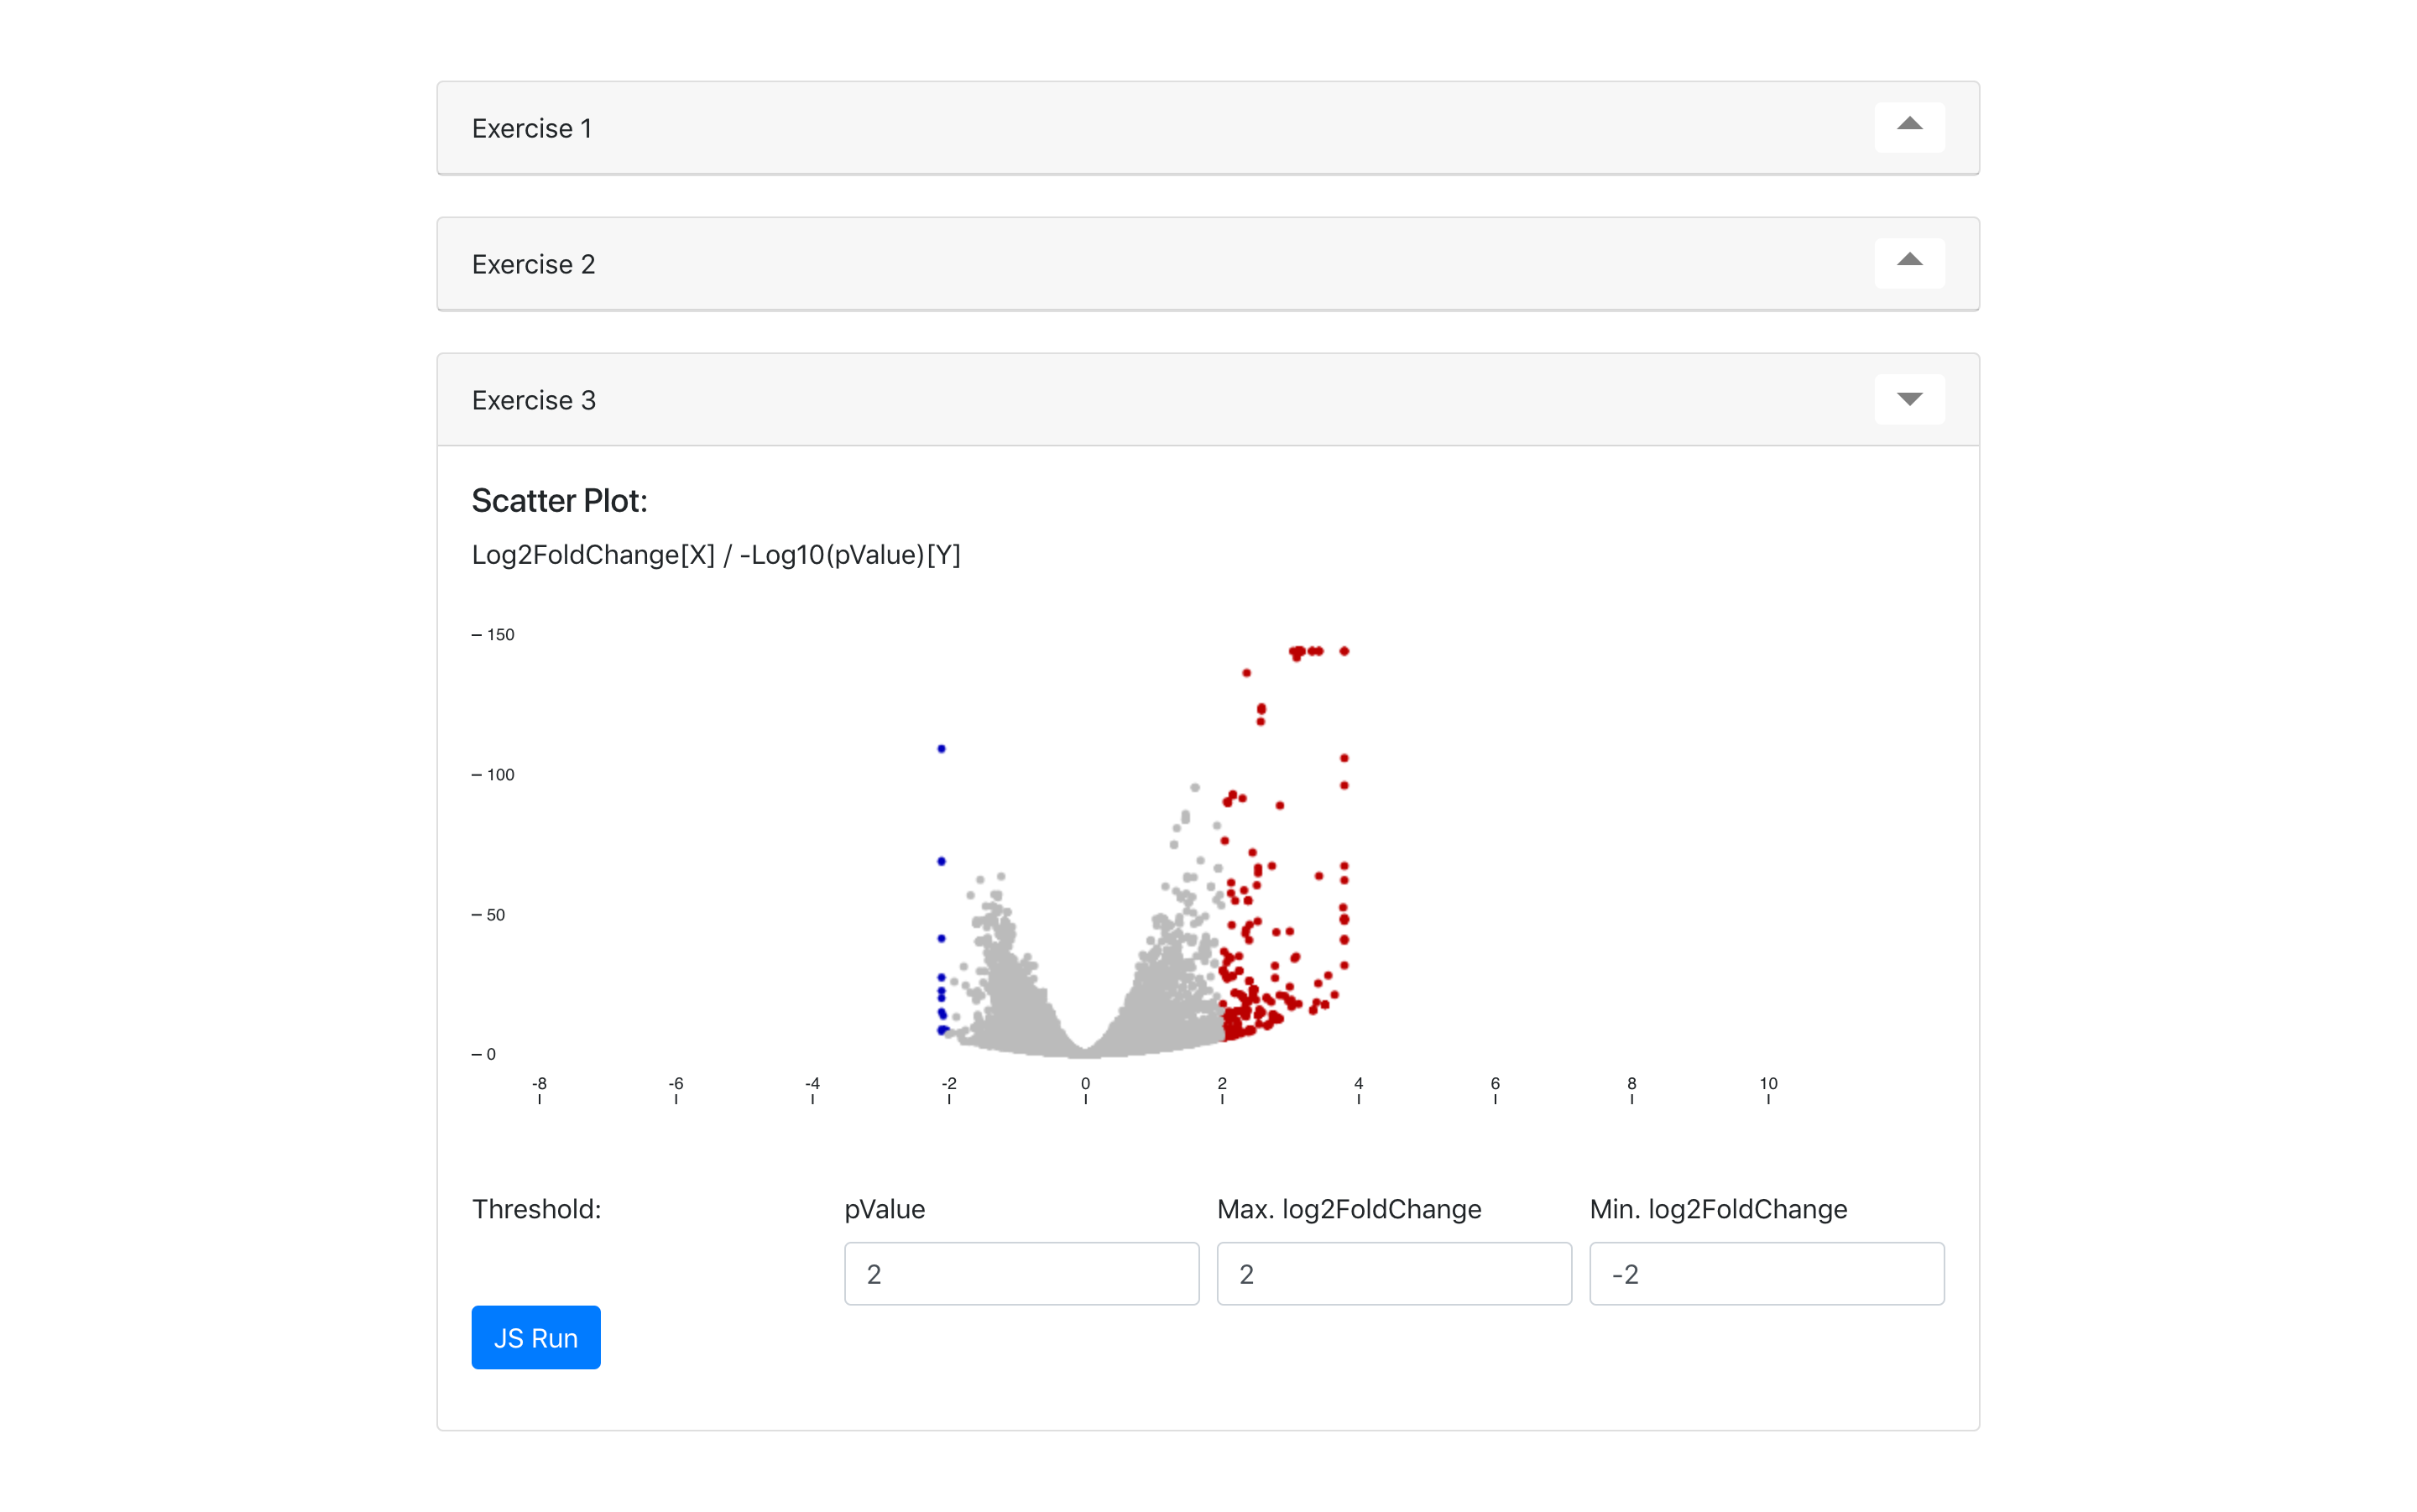 Exercise 1
Exercise 2
Exercise 3
Scatter Plot:
Log2FoldChange[X] / -Log10(pValue)[Y]
150
100
50
0
-8 -6 -4 -2 0 2 4 6 8 10
Threshold: pValue Max. log2FoldChange Min. log2FoldChange
2 2 -2
JS Run